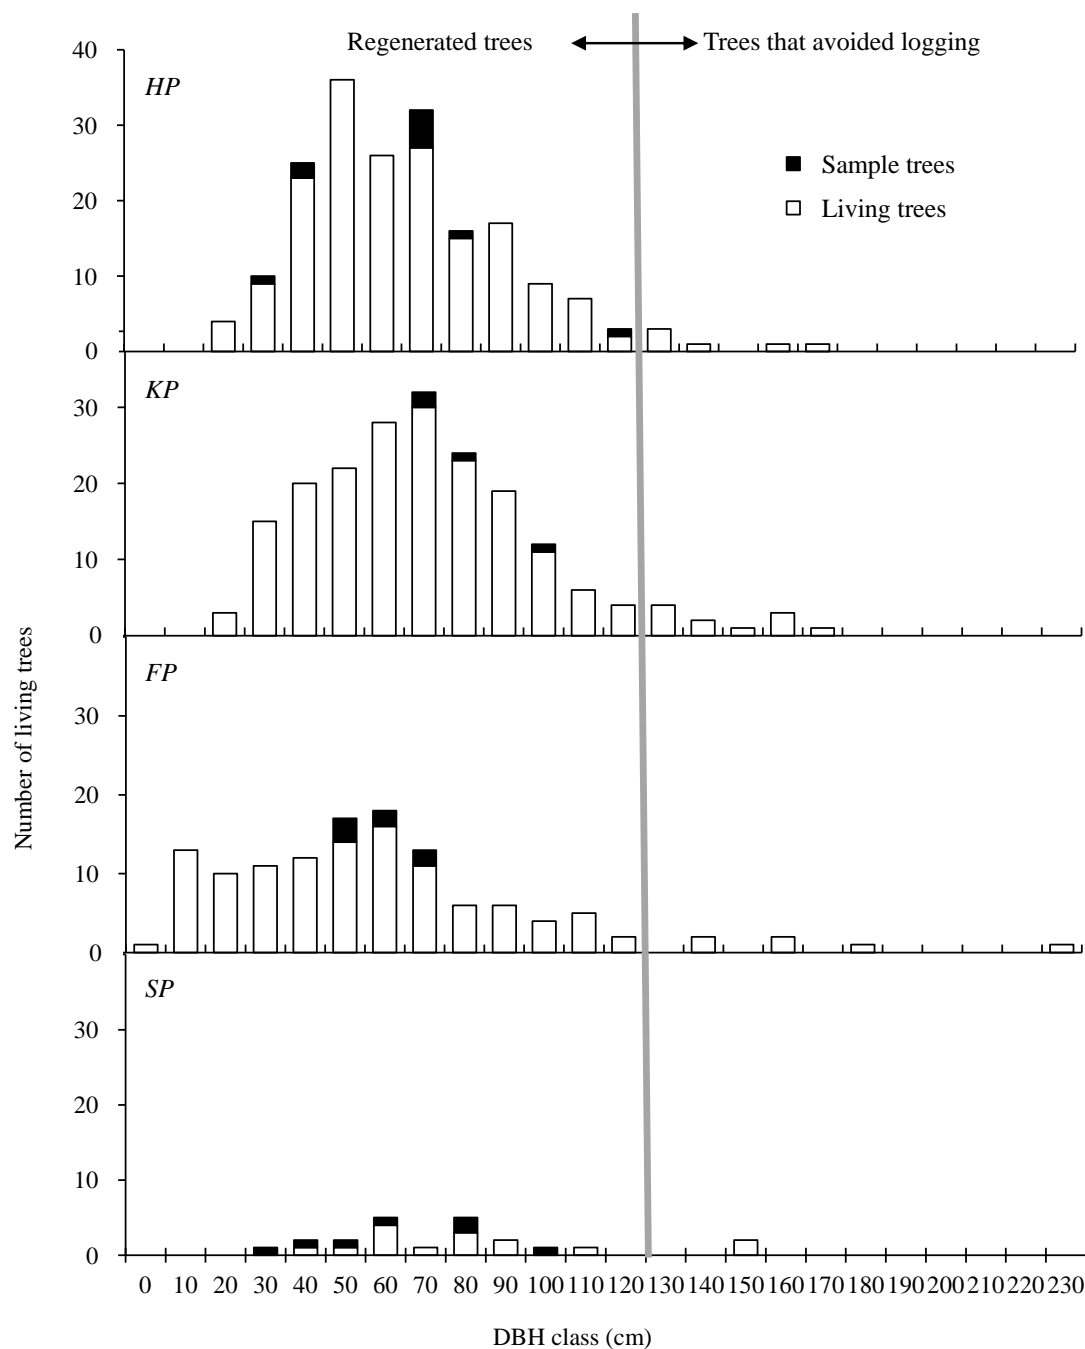 Regenerated trees
Trees that avoided logging
40
HP
30
Sample trees
20
Living trees
10
0
KP
30
20
10
0
FP
30
20
10
0
SP
30
20
10
0
Number of living trees
0 10 20 30 40 50 60 70 80 90 100 110 120 130 140 150 160 170 180 190 200 210 220 230
DBH class (cm)